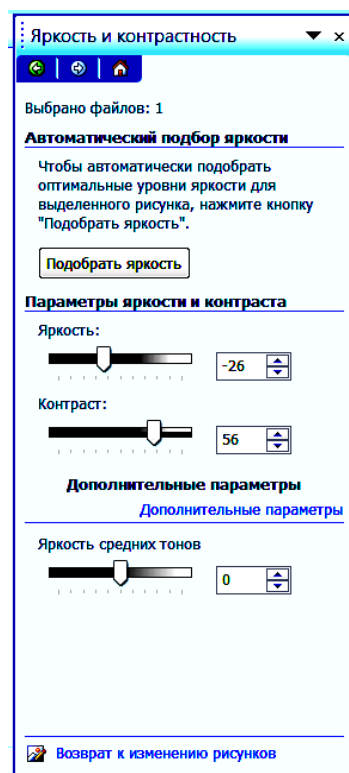 Яркость и контрастность
Выбрано файлов: 1
Автоматический подбор яркости
Чтобы автоматически подобрать
оптимальные уровни яркости для
выделенного рисунка, нажмите кнопку
"Подобрать яркость".
Подобрать яркость
Параметры яркости и контраста
Яркость:
-26
Контраст:
56
Дополнительные параметры
Дополнительные параметры
Яркость средних тонов
0
Возврат к изменению рисунков